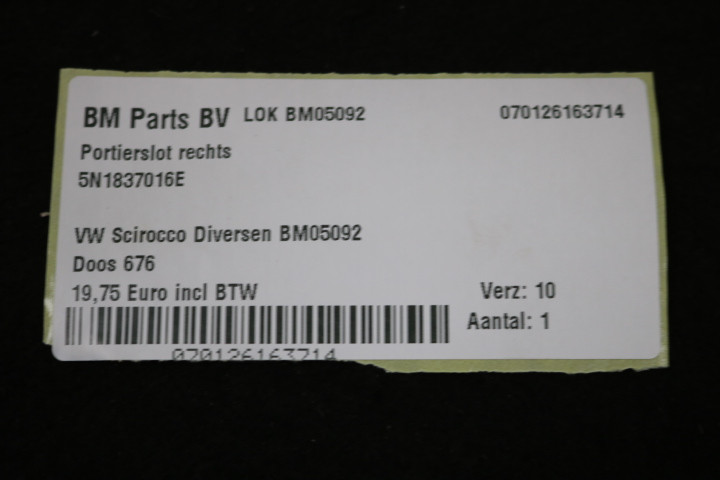 BM Parts BV LOK BM05092 070126163714
Portierslot rechts
5N1837016E
VW Scirocco Diversen BM05092
Doos 676
19,75 Euro incl BTW Verz: 10
Aantal: 1
070126163714